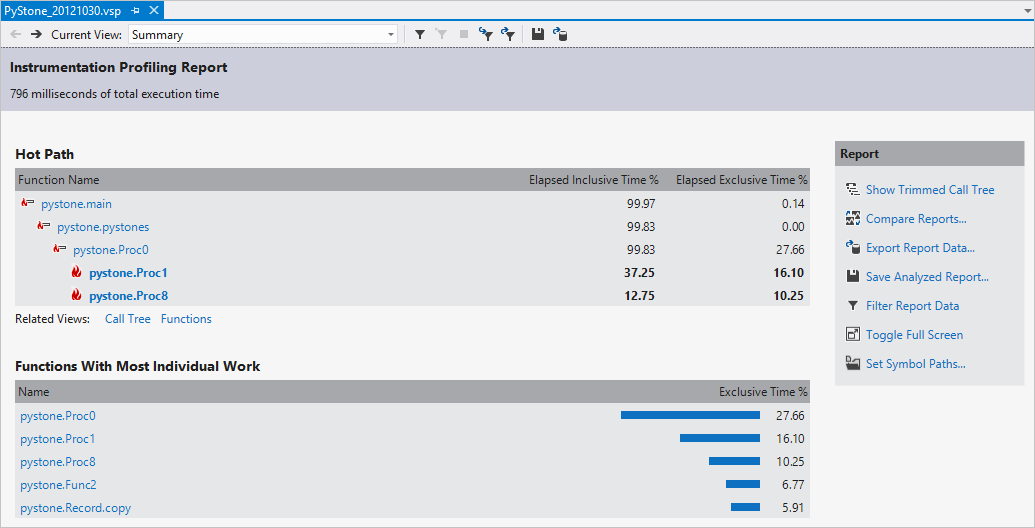 PyStone_20121030.vsp
Current View: Summary
Instrumentation Profiling Report
796 milliseconds of total execution time
Hot Path
Function Name Elapsed Inclusive Time % Elapsed Exclusive Time %
pystone.main 99.97 0.14
pystone.pystones 99.83 0.00
pystone.Proc0 99.83 27.66
pystone.Proc1 37.25 16.10
pystone.Proc8 12.75 10.25
Related Views: Call Tree Functions
Functions With Most Individual Work
Name Exclusive Time %
pystone.Proc0 27.66
pystone.Proc1 16.10
pystone.Proc8 10.25
pystone.Func2 6.77
pystone.Record.copy 5.91
Report
Show Trimmed Call Tree
Compare Reports...
Export Report Data...
Save Analyzed Report...
Filter Report Data
Toggle Full Screen
Set Symbol Paths...